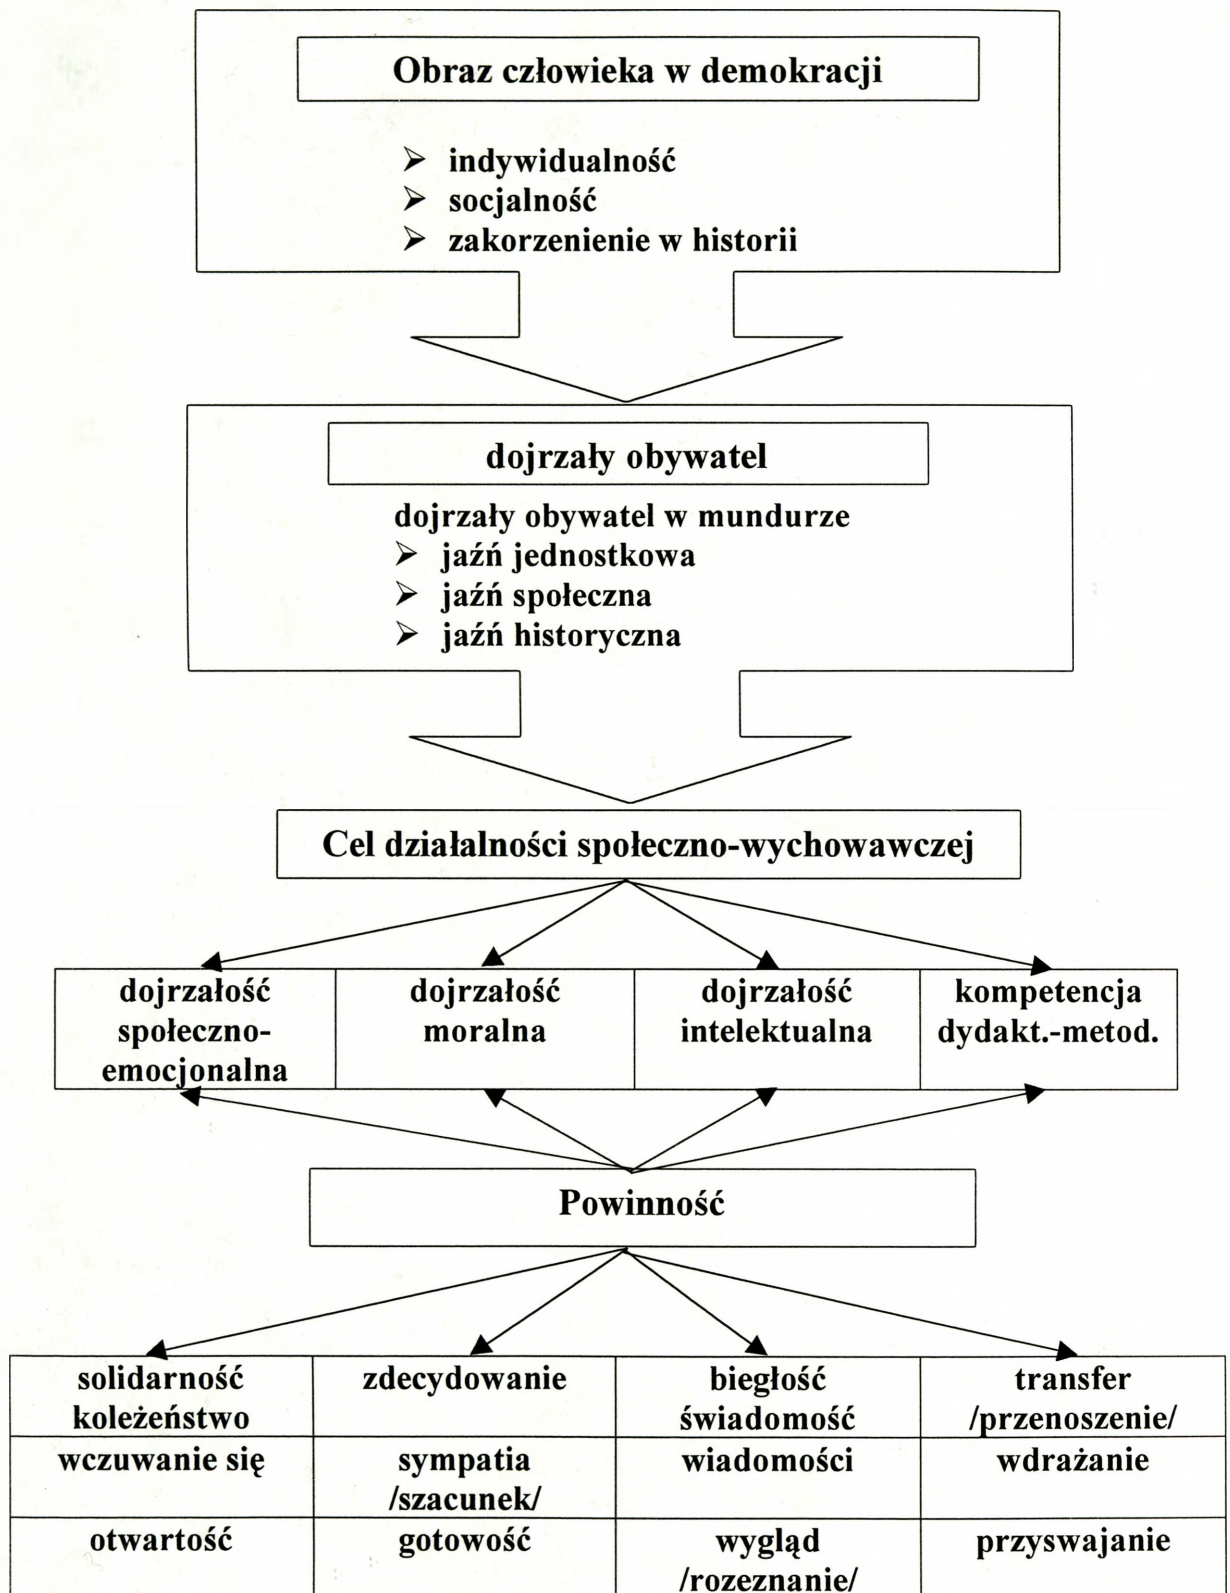 Obraz człowieka w demokracji
➢ indywidualność
➢ socjalność
➢ zakorzenienie w historii
dojrzały obywatel
dojrzały obywatel w mundurze
➢ jaźń jednostkowa
➢ jaźń społeczna
➢ jaźń historyczna
Cel działalności społeczno-wychowawczej
dojrzałość
społeczno-
emocjonalna
dojrzałość
moralna
dojrzałość
intelektualna
kompetencja
dydakt.-metod.
Powinność
solidarność
koleżeństwo
zdecydowanie
biegłość
świadomość
transfer
/przenoszenie/
wczuwanie się
sympatia
/szacunek/
wiadomości
wdrażanie
otwartość
gotowość
wygląd
/rozeznanie/
przyswajanie